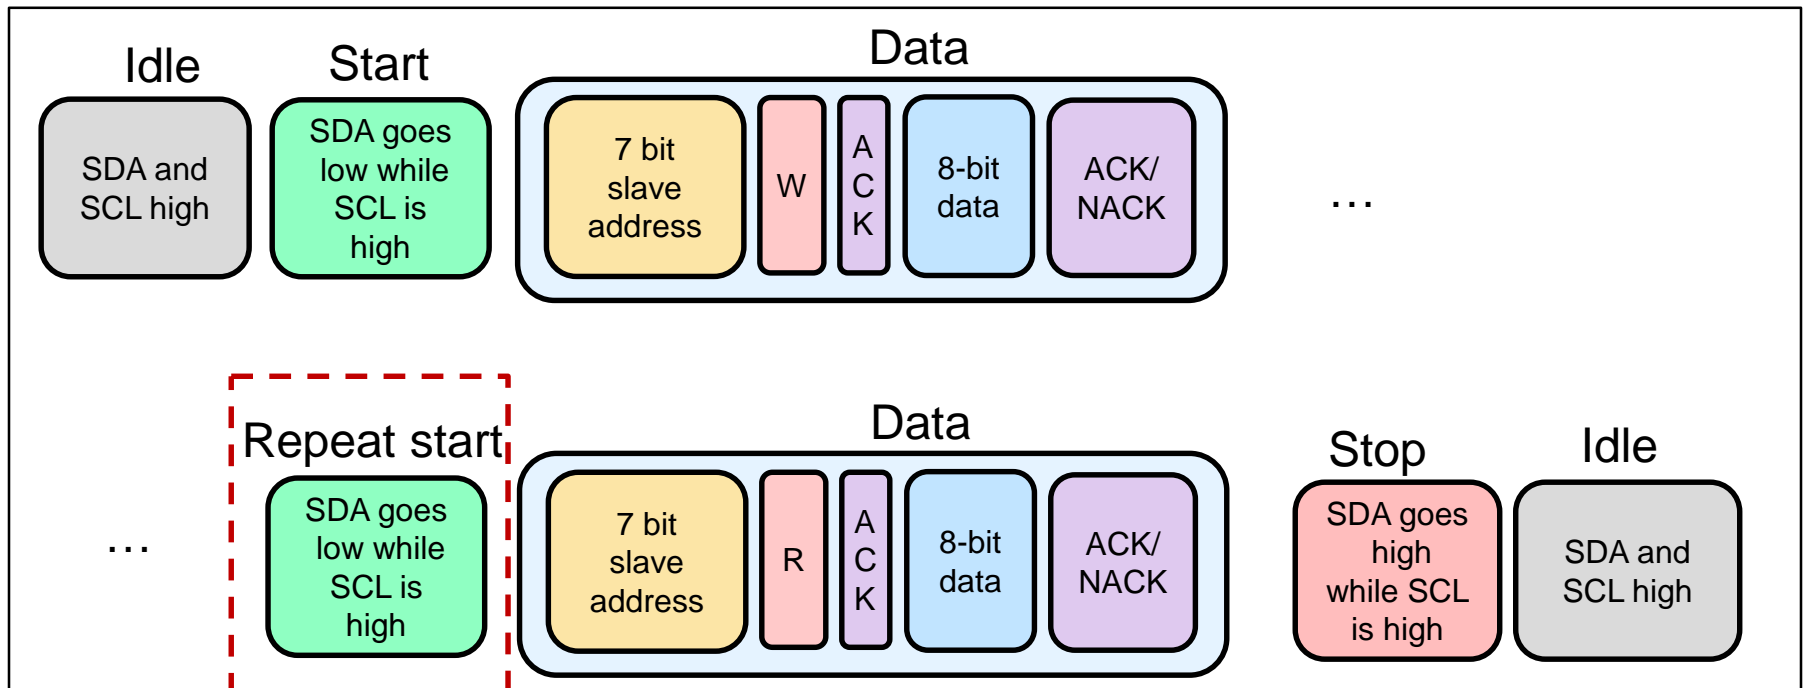 Idle
Start
Data
SDA and
SCL high
SDA goes
low while
SCL is
high
7 bit
slave
address
W
A
C
K
8-bit
data
ACK/
NACK
...
Repeat start
Data
Stop
Idle
...
SDA goes
low while
SCL is
high
7 bit
slave
address
R
A
C
K
8-bit
data
ACK/
NACK
SDA goes
high
while SCL
is high
SDA and
SCL high